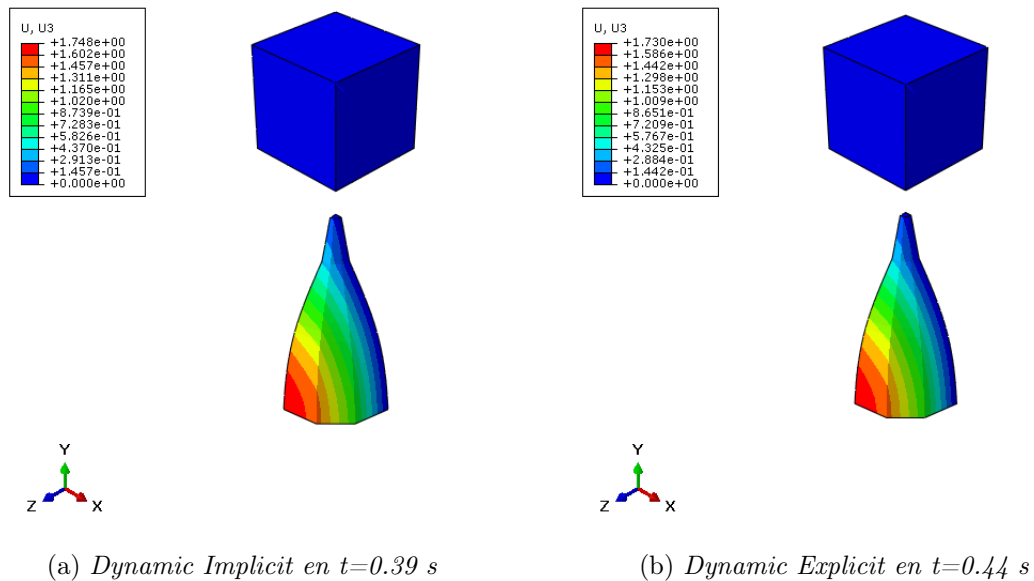 U, U3
+1.748e+00
+1.602e+00
+1.457e+00
+1.311e+00
+1.165e+00
+1.020e+00
+8.739e-01
+7.283e-01
+5.826e-01
+4.370e-01
+2.913e-01
+1.457e-01
+0.000e+00
Y
Z
X
(a) Dynamic Implicit en t=0.39 s
U, U3
+1.730e+00
+1.586e+00
+1.442e+00
+1.298e+00
+1.153e+00
+1.009e+00
+8.651e-01
+7.209e-01
+5.767e-01
+4.325e-01
+2.884e-01
+1.442e-01
+0.000e+00
Y
Z
X
(b) Dynamic Explicit en t=0.44 s